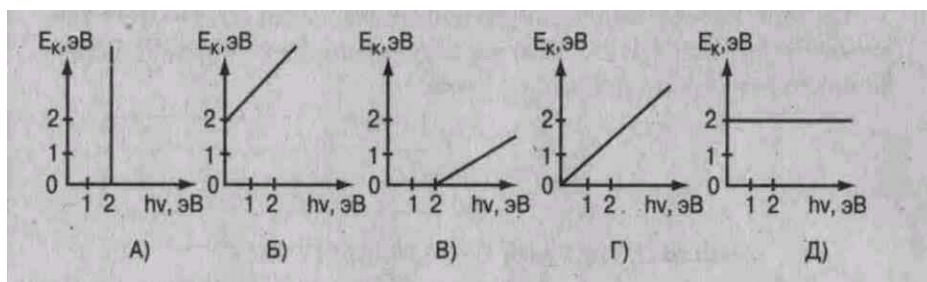 Eк,эВ Eк,эВ Eк,эВ Eк,эВ Eк,эВ
2 2 2 2 2
1 1 1 1 1
0 0 0 0 0
1 2 hν, эВ 1 2 hν, эВ 1 2 hν, эВ 1 2 hν, эВ 1 2 hν, эВ
А) Б) В) Г) Д)